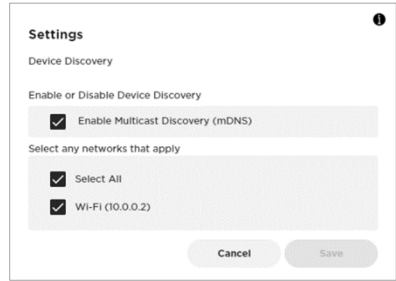 Settings
Device Discovery
Enable or Disable Device Discovery
Enable Multicast Discovery (mDNS)
Select any networks that apply
Select All
Wi-Fi (10.0.0.2)
Cancel Save